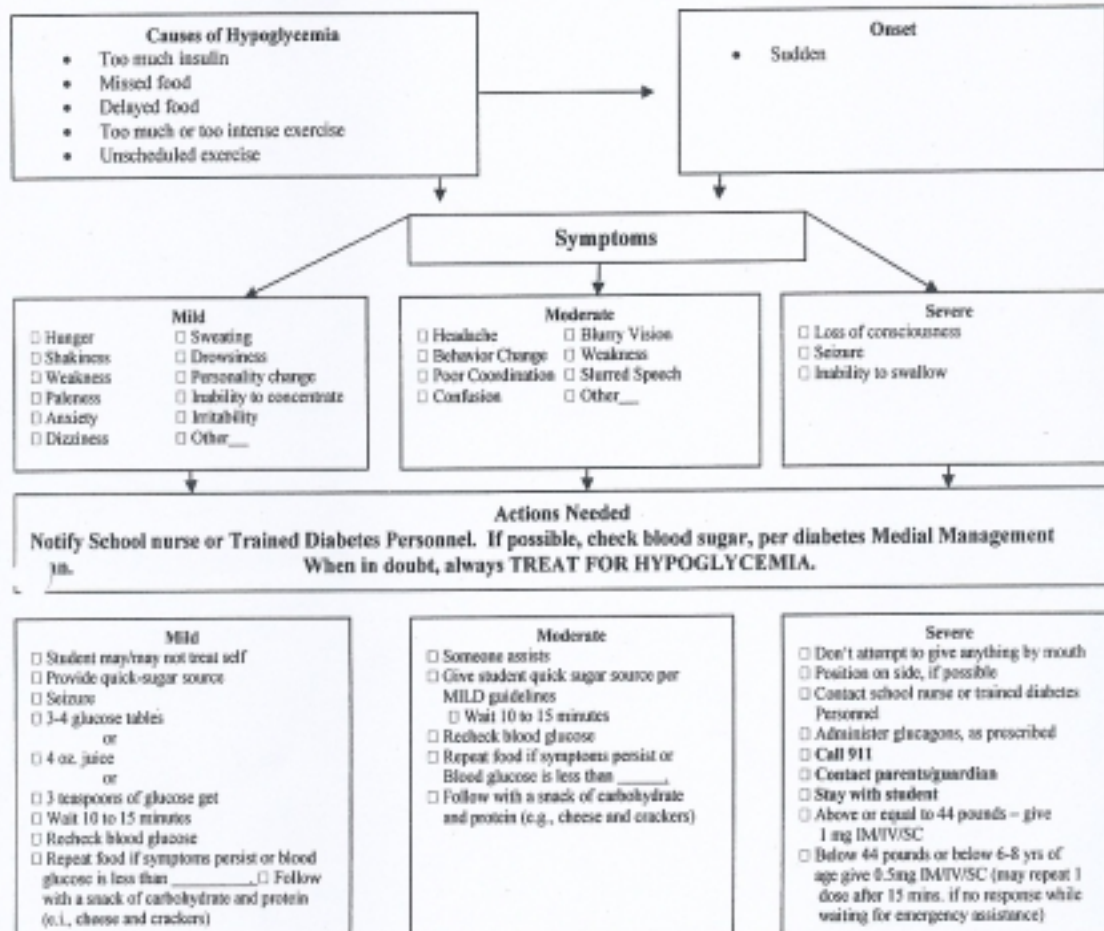 Causes of Hypoglycemia
• Too much insulin
• Missed food
• Delayed food
• Too much or too intense exercise
• Unscheduled exercise
Onset
• Sudden
Symptoms
Mild
□ Hunger
□ Shakiness
□ Weakness
□ Paleness
□ Anxiety
□ Dizziness
□ Sweating
□ Drowsiness
□ Personality change
□ Inability to concentrate
□ Irritability
□ Other__
Moderate
□ Headache
□ Behavior Change
□ Poor Coordination
□ Confusion
□ Blurry Vision
□ Weakness
□ Slurred Speech
□ Other__
Severe
□ Loss of consciousness
□ Seizure
□ Inability to swallow
Actions Needed
Notify School nurse or Trained Diabetes Personnel. If possible, check blood sugar, per diabetes Medial Management
When in doubt, always TREAT FOR HYPOGLYCEMIA.
Mild
□ Student may/may not treat self
□ Provide quick-sugar source
□ Seizure
□ 3-4 glucose tables
or
□ 4 oz. juice
or
□ 3 teaspoons of glucose get
□ Wait 10 to 15 minutes
□ Recheck blood glucose
□ Repeat food if symptoms persist or blood
glucose is less than ________. □ Follow
with a snack of carbohydrate and protein
(e.i., cheese and crackers)
Moderate
□ Someone assists
□ Give student quick sugar source per
MILD guidelines
□ Wait 10 to 15 minutes
□ Recheck blood glucose
□ Repeat food if symptoms persist or
Blood glucose is less than ______.
□ Follow with a snack of carbohydrate
and protein (e.g., cheese and crackers)
Severe
□ Don't attempt to give anything by mouth
□ Position on side, if possible
□ Contact school nurse or trained diabetes
Personnel
□ Administer glucagons, as prescribed
□ Call 911
□ Contact parents/guardian
□ Stay with student
□ Above or equal to 44 pounds – give
1 mg IM/IV/SC
□ Below 44 pounds or below 6-8 yrs of
age give 0.5mg IM/IV/SC (may repeat 1
dose after 15 mins. if no response while
waiting for emergency assistance)